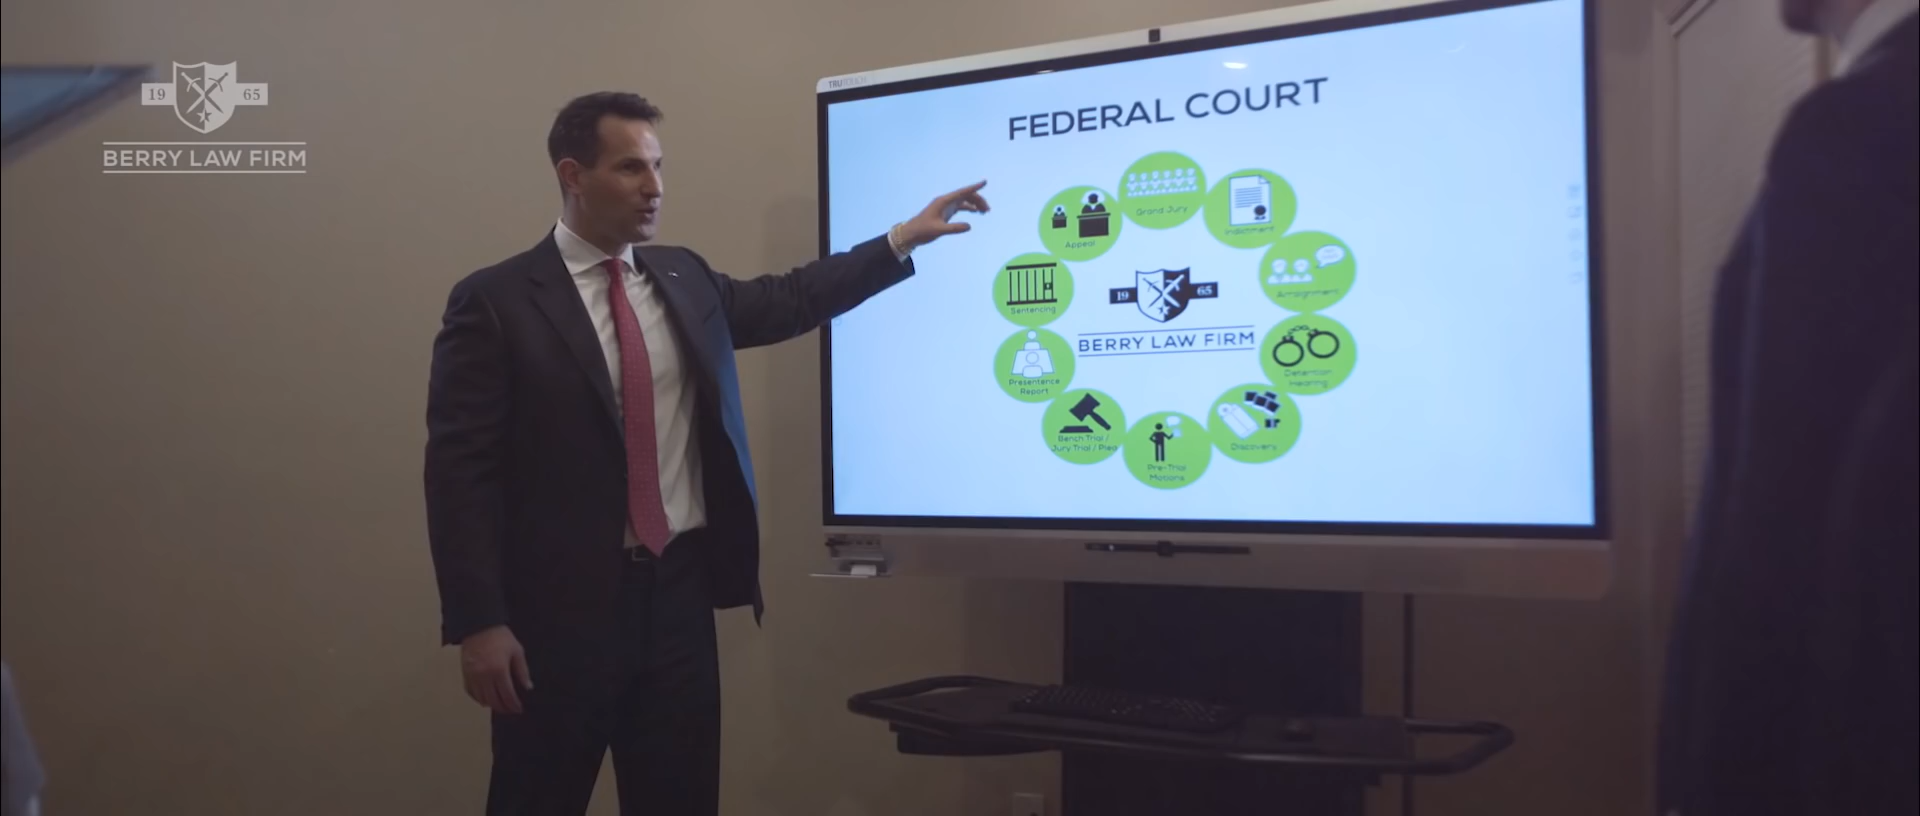 19 65
BERRY LAW FIRM
TRUTOUCH
FEDERAL COURT
Grand Jury
Indictment
Arraignment
Detention
Hearing
Discovery
Pre-Trial
Motions
Bench Trial /
Jury Trial / Plea
Presentence
Report
Sentencing
Appeal
19 65
BERRY LAW FIRM